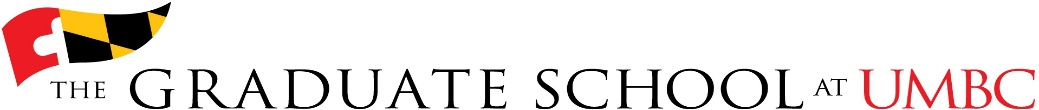 THE GRADUATE SCHOOL AT UMBC